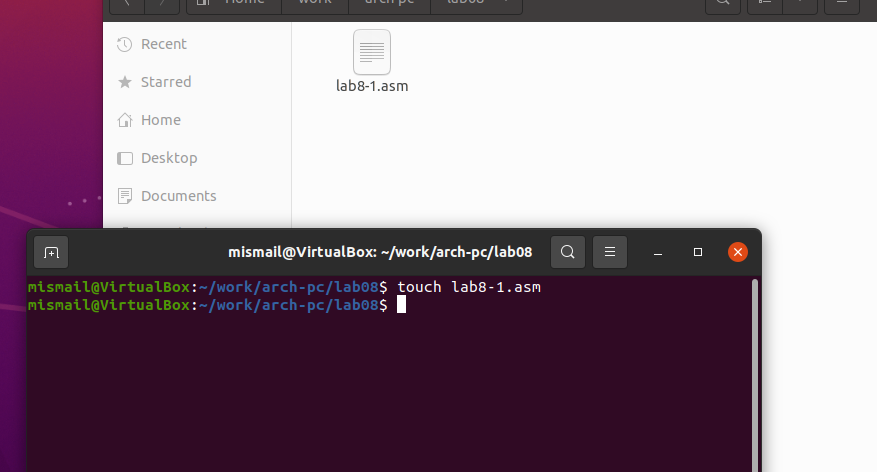 Home work arch-pc lab08
Recent
lab8-1.asm
Starred
Home
Desktop
Documents
mismail@VirtualBox: ~/work/arch-pc/lab08
mismail@VirtualBox:~/work/arch-pc/lab08$ touch lab8-1.asm
mismail@VirtualBox:~/work/arch-pc/lab08$